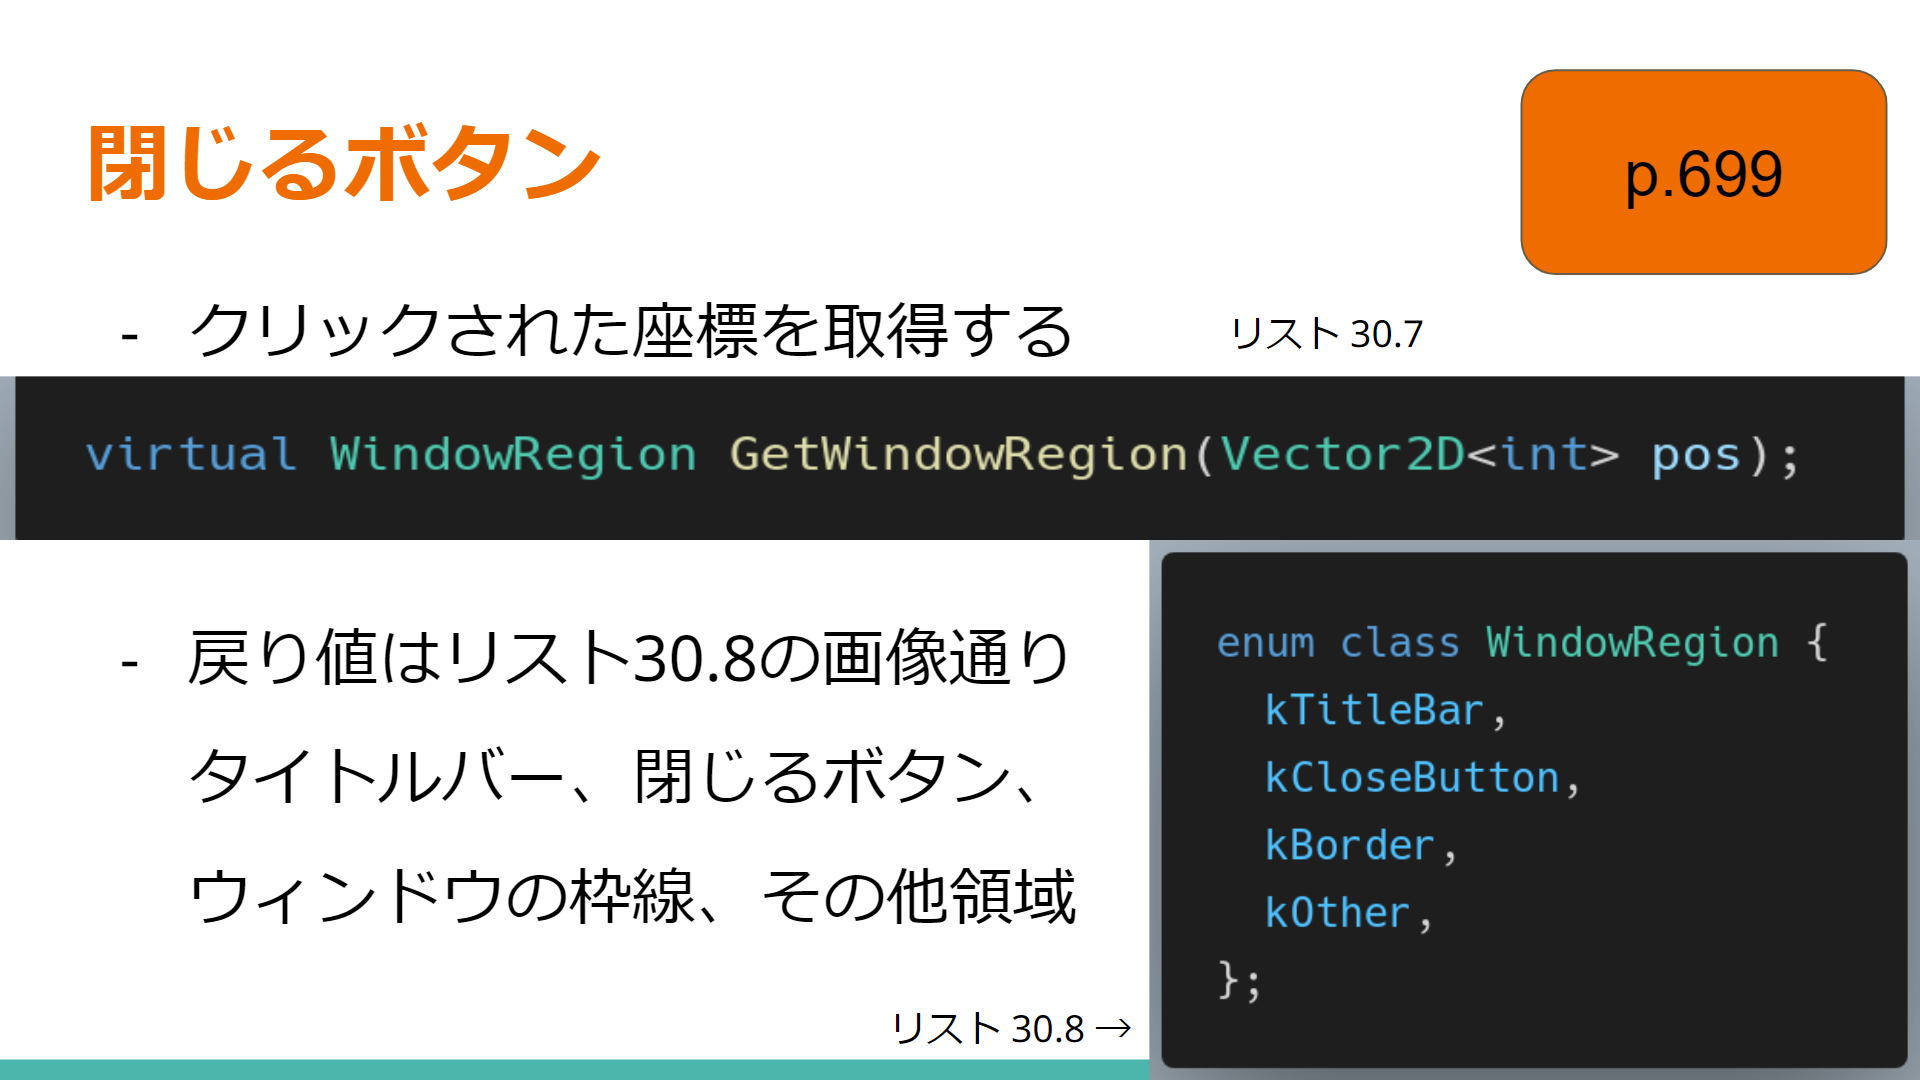 閉じるボタン
p.699
- クリックされた座標を取得する
リスト 30.7
virtual WindowRegion GetWindowRegion(Vector2D<int> pos);
- 戻り値はリスト30.8の画像通り
タイトルバー、閉じるボタン、
ウィンドウの枠線、その他領域
リスト 30.8 →
enum class WindowRegion {
  kTitleBar,
  kCloseButton,
  kBorder,
  kOther,
};